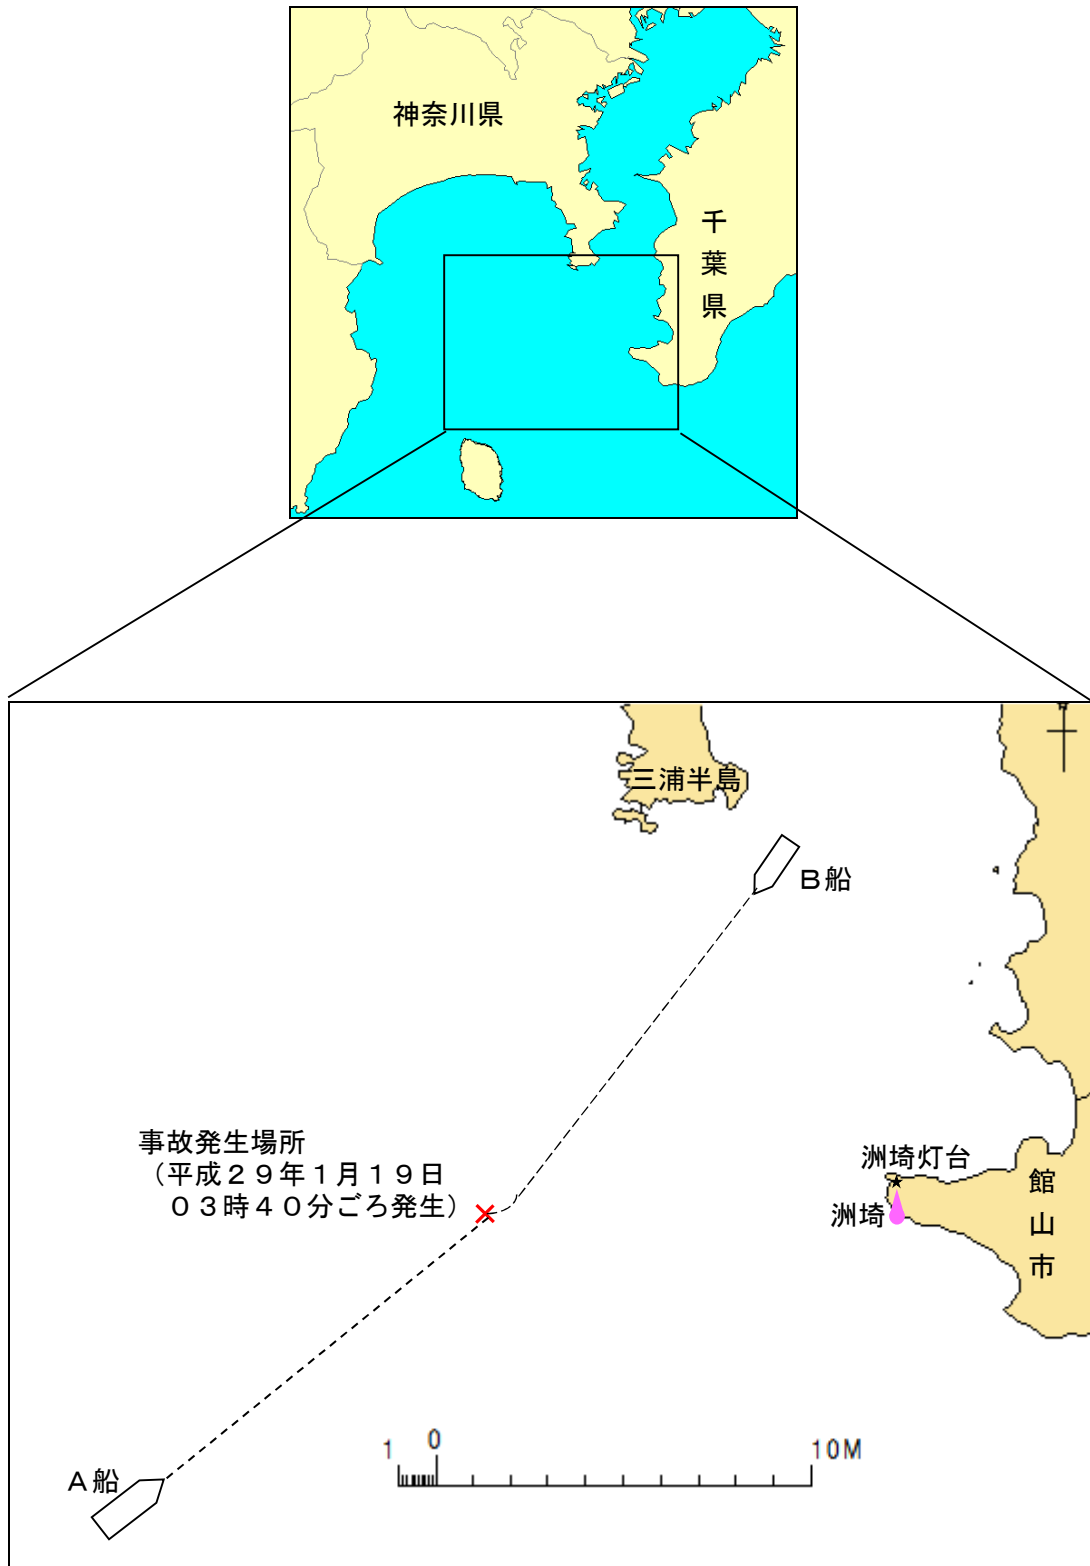 神奈川県
千葉県
三浦半島
Ｂ船
事故発生場所
（平成２９年１月１９日
０３時４０分ごろ発生）
洲埼灯台
洲埼
館山市
1 0 10M
Ａ船